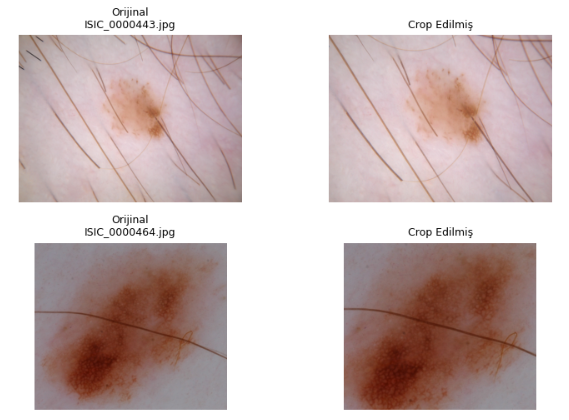 Orijinal
ISIC_0000443.jpg
Crop Edilmiş
Orijinal
ISIC_0000464.jpg
Crop Edilmiş